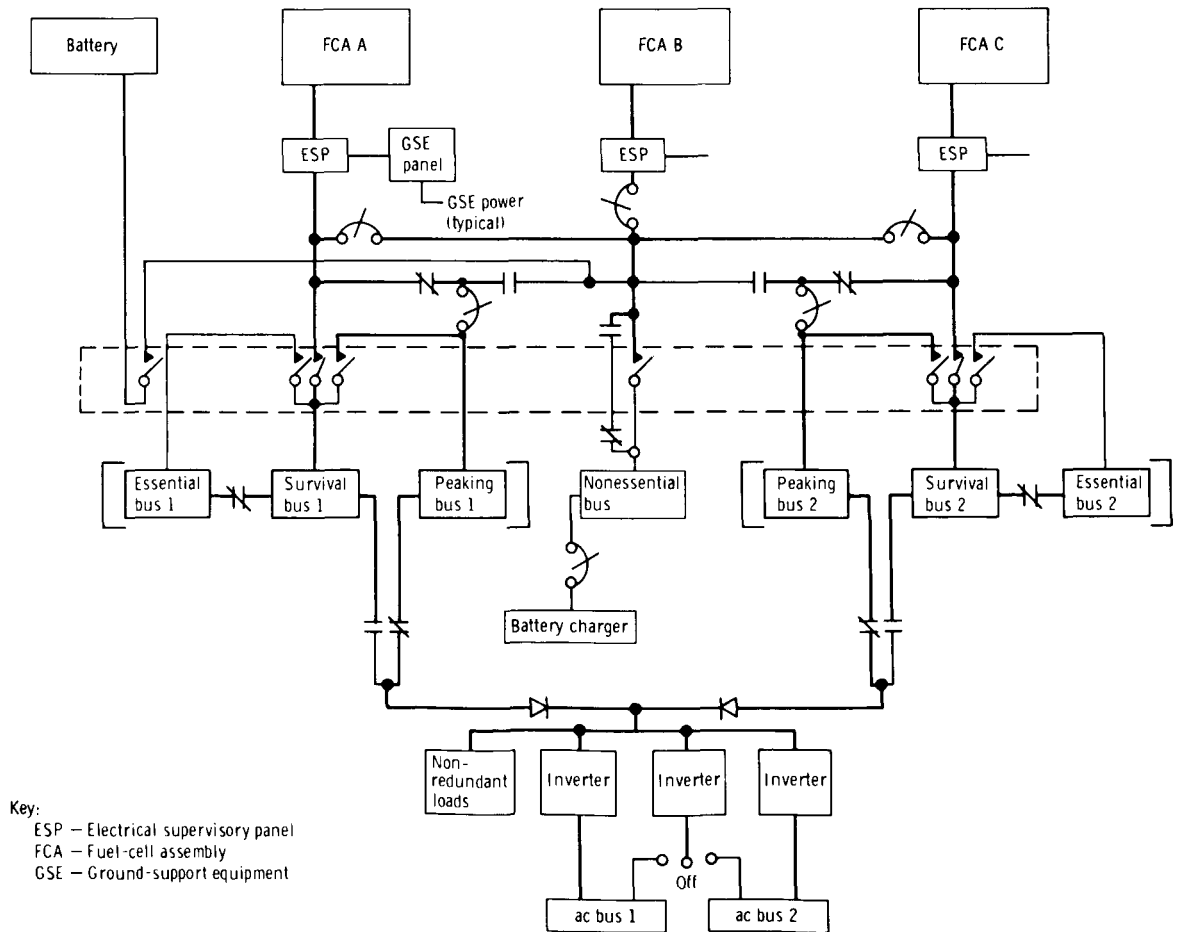 Battery
FCA A
FCA B
FCA C
ESP
GSE
panel
ESP
ESP
GSE power
(typical)
Essential
bus 1
Survival
bus 1
Peaking
bus 1
Nonessential
bus
Peaking
bus 2
Survival
bus 2
Essential
bus 2
Battery charger
Non-
redundant
loads
Inverter
Inverter
Inverter
Key:
ESP — Electrical supervisory panel
FCA — Fuel-cell assembly
GSE — Ground-support equipment
Off
ac bus 1
ac bus 2